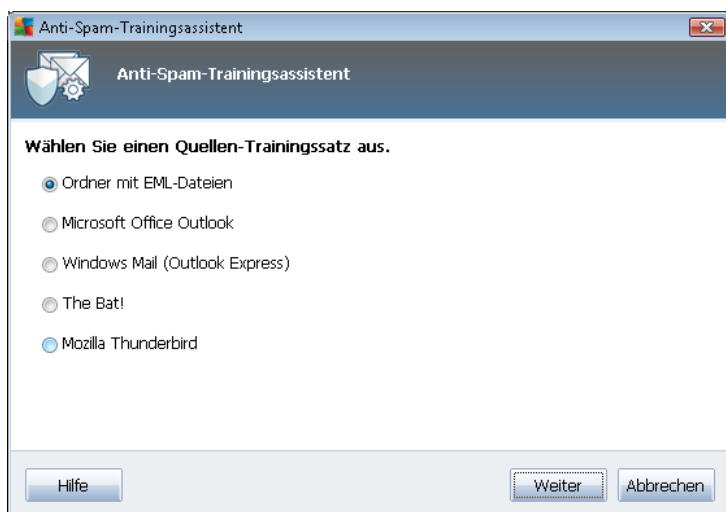 Anti-Spam-Trainingsassistent
Anti-Spam-Trainingsassistent
Wählen Sie einen Quellen-Trainingssatz aus.
Ordner mit EML-Dateien
Microsoft Office Outlook
Windows Mail (Outlook Express)
The Bat!
Mozilla Thunderbird
Hilfe
Weiter
Abbrechen